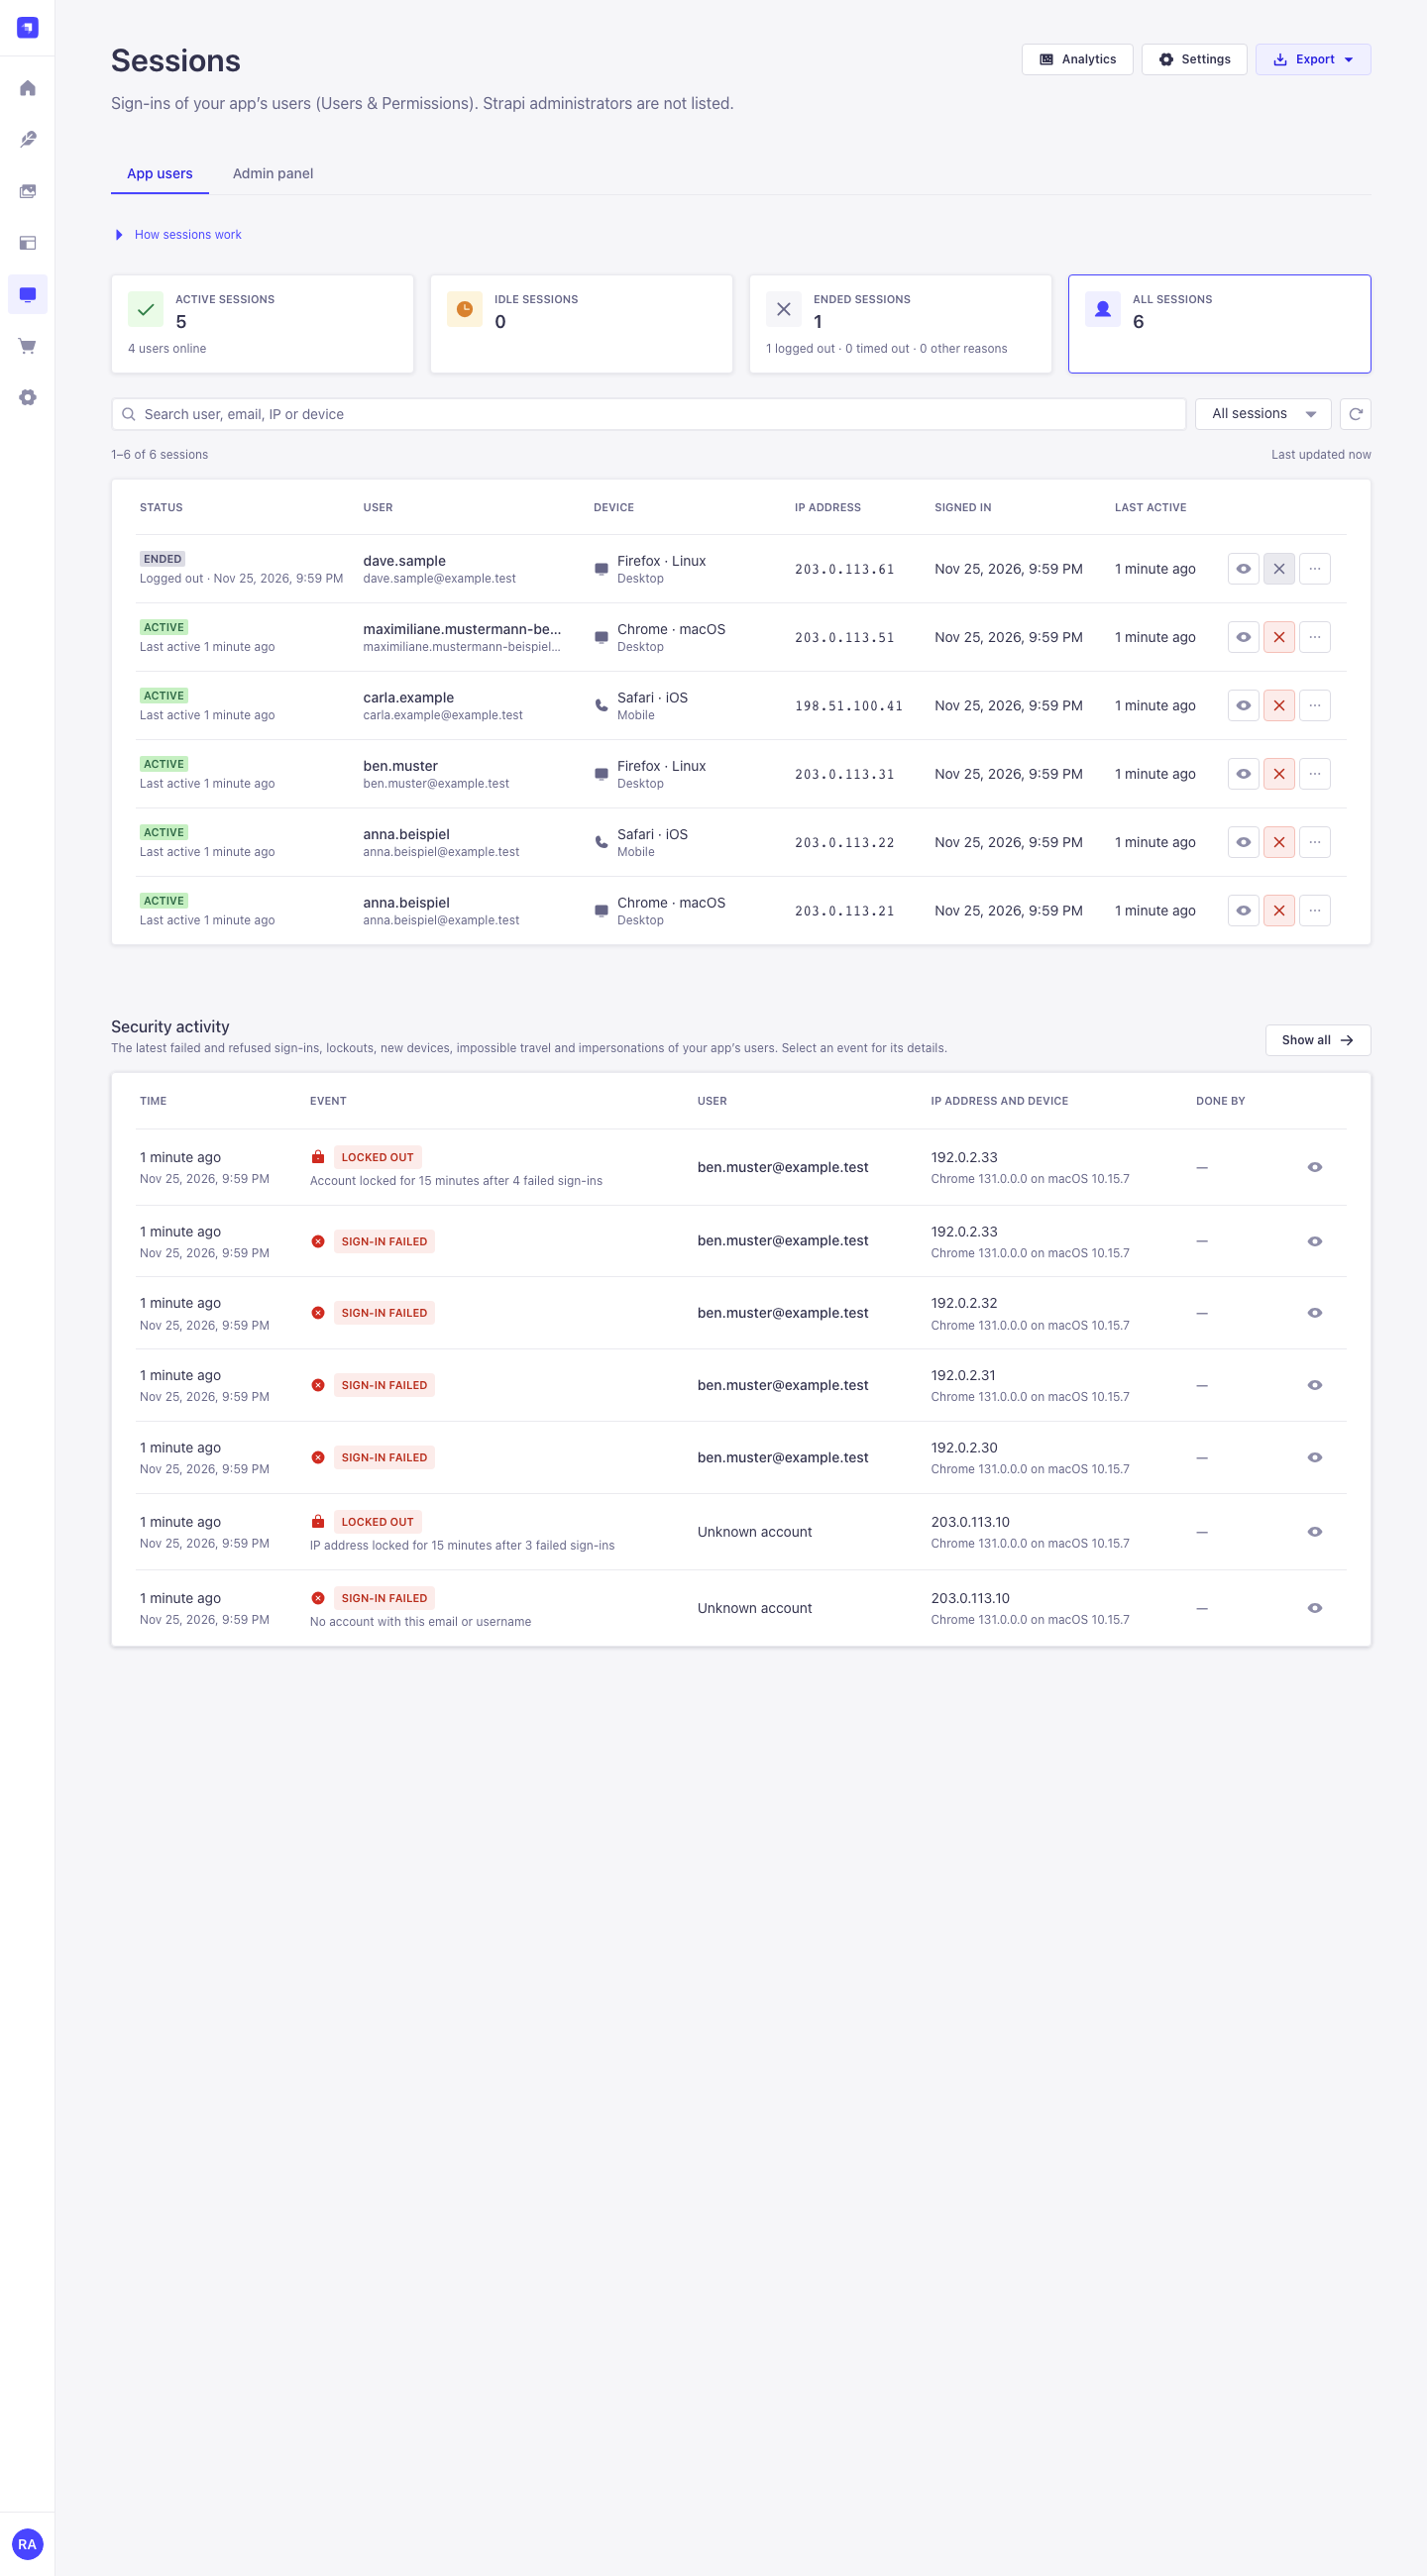 Sessions
Analytics
Settings
Export
Sign-ins of your app's users (Users & Permissions). Strapi administrators are not listed.
App users
Admin panel
How sessions work
ACTIVE SESSIONS
5
4 users online
IDLE SESSIONS
0
ENDED SESSIONS
1
1 logged out · 0 timed out · 0 other reasons
ALL SESSIONS
6
Search user, email, IP or device
All sessions
1–6 of 6 sessions
Last updated now
STATUS USER DEVICE IP ADDRESS SIGNED IN LAST ACTIVE
ENDED
Logged out · Nov 25, 2026, 9:59 PM
dave.sample
dave.sample@example.test
Firefox · Linux
Desktop
203.0.113.61
Nov 25, 2026, 9:59 PM
1 minute ago
ACTIVE
Last active 1 minute ago
maximiliane.mustermann-be...
maximiliane.mustermann-beispiel...
Chrome · macOS
Desktop
203.0.113.51
Nov 25, 2026, 9:59 PM
1 minute ago
ACTIVE
Last active 1 minute ago
carla.example
carla.example@example.test
Safari · iOS
Mobile
198.51.100.41
Nov 25, 2026, 9:59 PM
1 minute ago
ACTIVE
Last active 1 minute ago
ben.muster
ben.muster@example.test
Firefox · Linux
Desktop
203.0.113.31
Nov 25, 2026, 9:59 PM
1 minute ago
ACTIVE
Last active 1 minute ago
anna.beispiel
anna.beispiel@example.test
Safari · iOS
Mobile
203.0.113.22
Nov 25, 2026, 9:59 PM
1 minute ago
ACTIVE
Last active 1 minute ago
anna.beispiel
anna.beispiel@example.test
Chrome · macOS
Desktop
203.0.113.21
Nov 25, 2026, 9:59 PM
1 minute ago
Security activity
The latest failed and refused sign-ins, lockouts, new devices, impossible travel and impersonations of your app's users. Select an event for its details.
Show all
TIME EVENT USER IP ADDRESS AND DEVICE DONE BY
1 minute ago
Nov 25, 2026, 9:59 PM
LOCKED OUT
Account locked for 15 minutes after 4 failed sign-ins
ben.muster@example.test
192.0.2.33
Chrome 131.0.0.0 on macOS 10.15.7
—
1 minute ago
Nov 25, 2026, 9:59 PM
SIGN-IN FAILED
ben.muster@example.test
192.0.2.33
Chrome 131.0.0.0 on macOS 10.15.7
—
1 minute ago
Nov 25, 2026, 9:59 PM
SIGN-IN FAILED
ben.muster@example.test
192.0.2.32
Chrome 131.0.0.0 on macOS 10.15.7
—
1 minute ago
Nov 25, 2026, 9:59 PM
SIGN-IN FAILED
ben.muster@example.test
192.0.2.31
Chrome 131.0.0.0 on macOS 10.15.7
—
1 minute ago
Nov 25, 2026, 9:59 PM
SIGN-IN FAILED
ben.muster@example.test
192.0.2.30
Chrome 131.0.0.0 on macOS 10.15.7
—
1 minute ago
Nov 25, 2026, 9:59 PM
LOCKED OUT
IP address locked for 15 minutes after 3 failed sign-ins
Unknown account
203.0.113.10
Chrome 131.0.0.0 on macOS 10.15.7
—
1 minute ago
Nov 25, 2026, 9:59 PM
SIGN-IN FAILED
No account with this email or username
Unknown account
203.0.113.10
Chrome 131.0.0.0 on macOS 10.15.7
—
RA